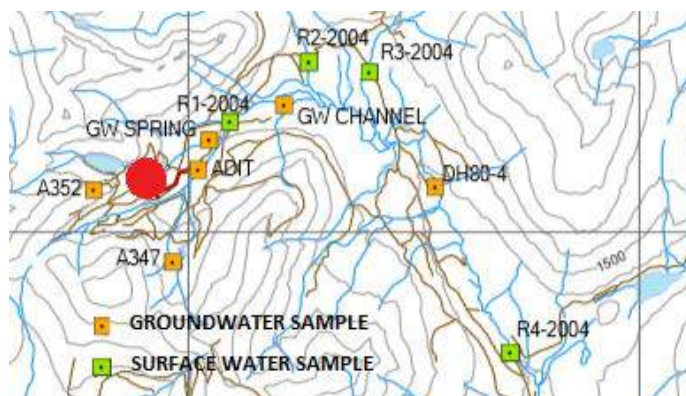 R2-2004
R3-2004
R1-2004
GW CHANNEL
GW SPRING
ADIT
A352
DH80-4
A347
1500
GROUNDWATER SAMPLE
R4-2004
SURFACE WATER SAMPLE